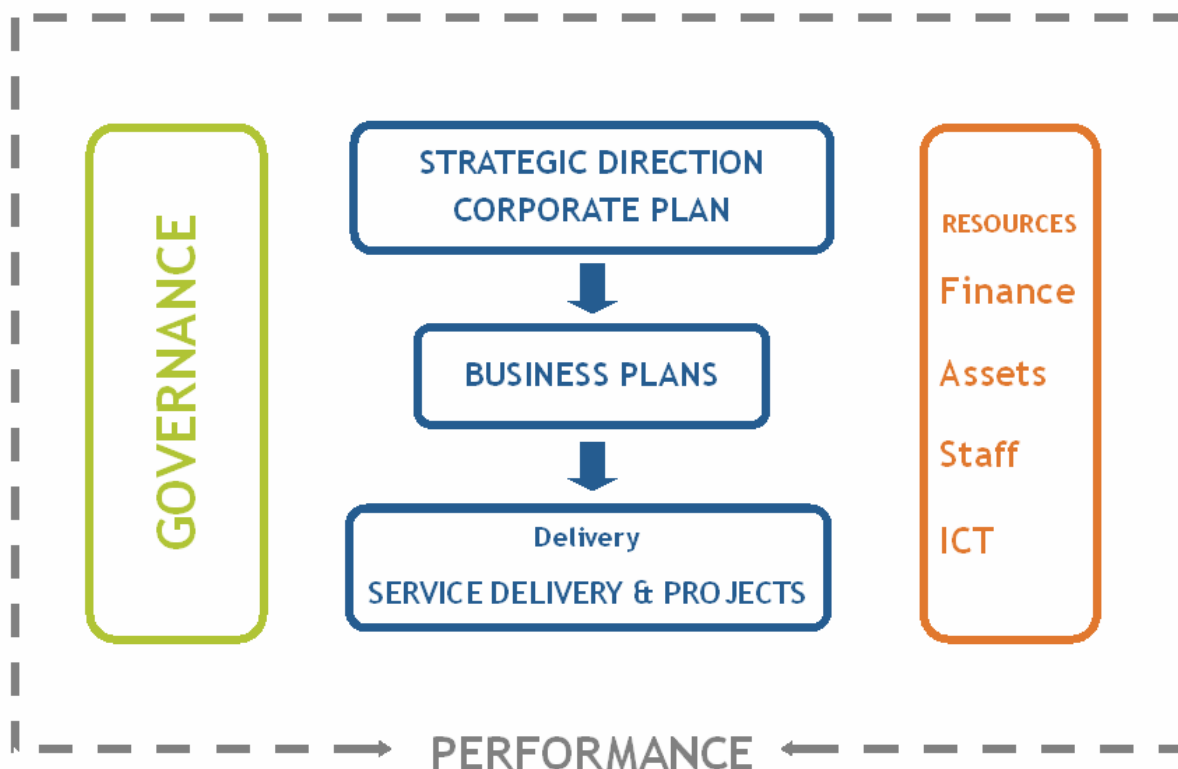 GOVERNANCE
STRATEGIC DIRECTION
CORPORATE PLAN
BUSINESS PLANS
Delivery
SERVICE DELIVERY & PROJECTS
RESOURCES
Finance
Assets
Staff
ICT
PERFORMANCE